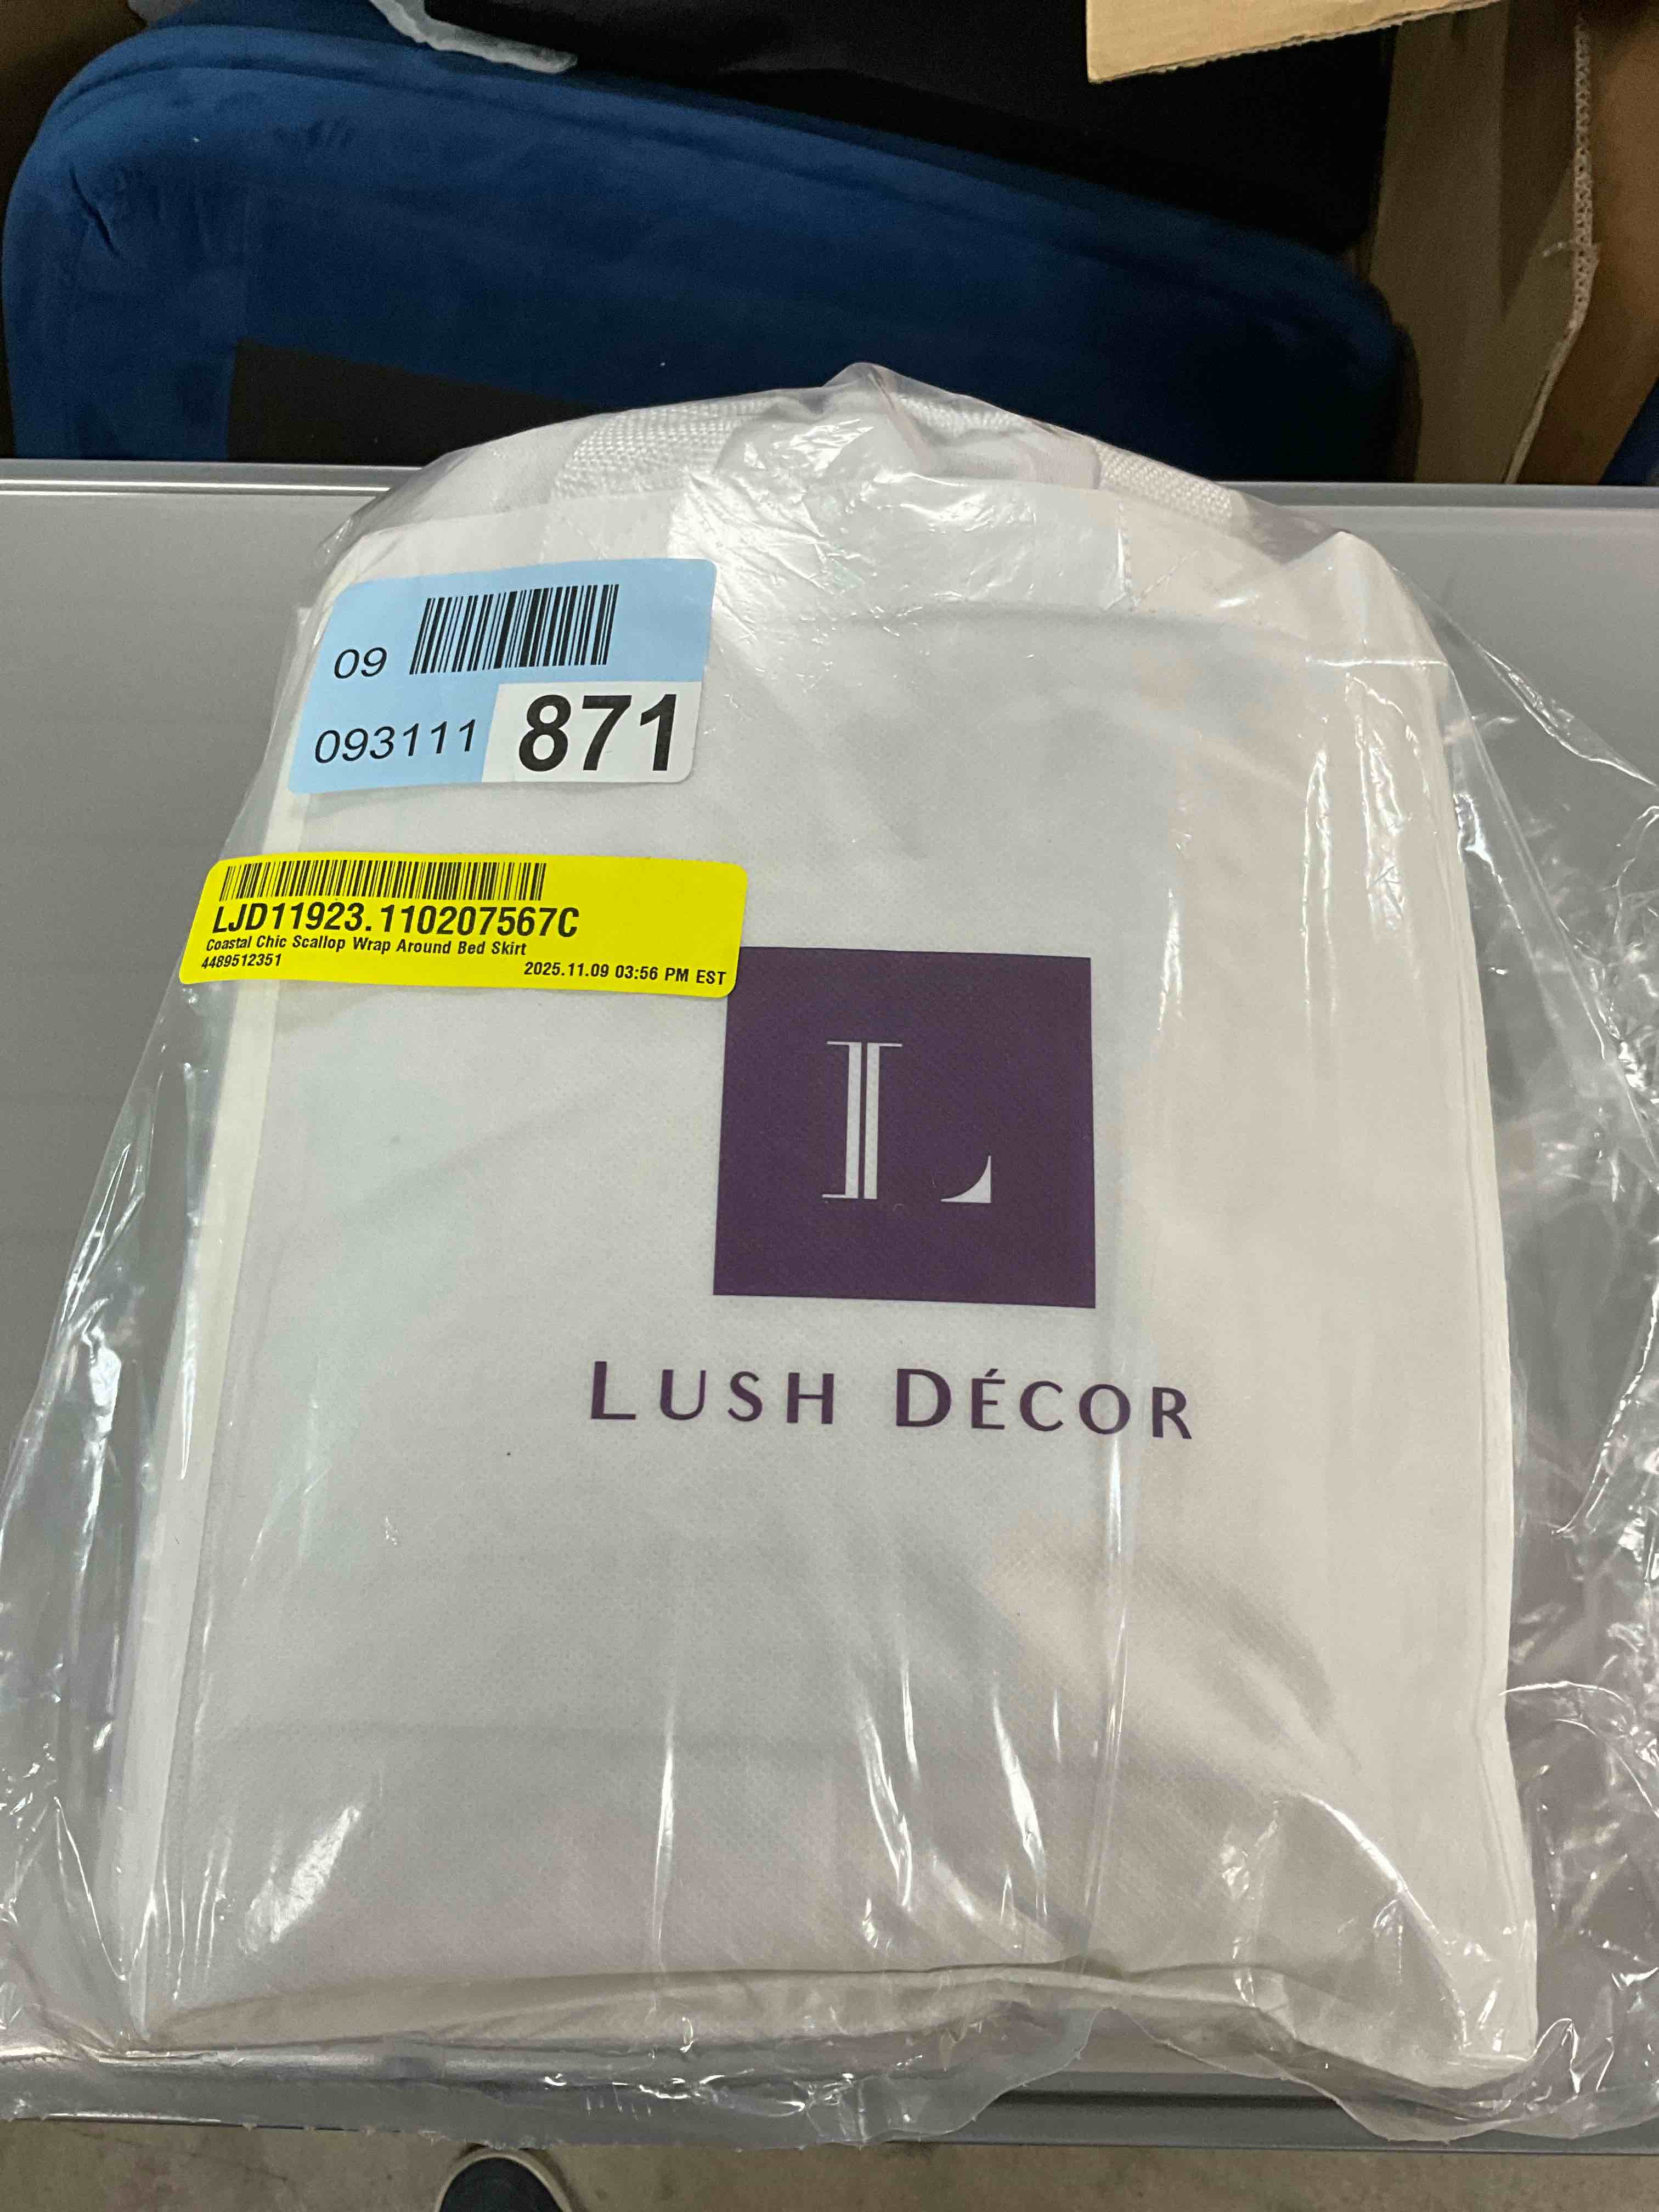 09
093111 871
LJD11923.110207567C
Coastal Chic Scallop Wrap Around Bed Skirt
4489512351
2025.11.09 03:56 PM EST
L
LUSH DÉCOR